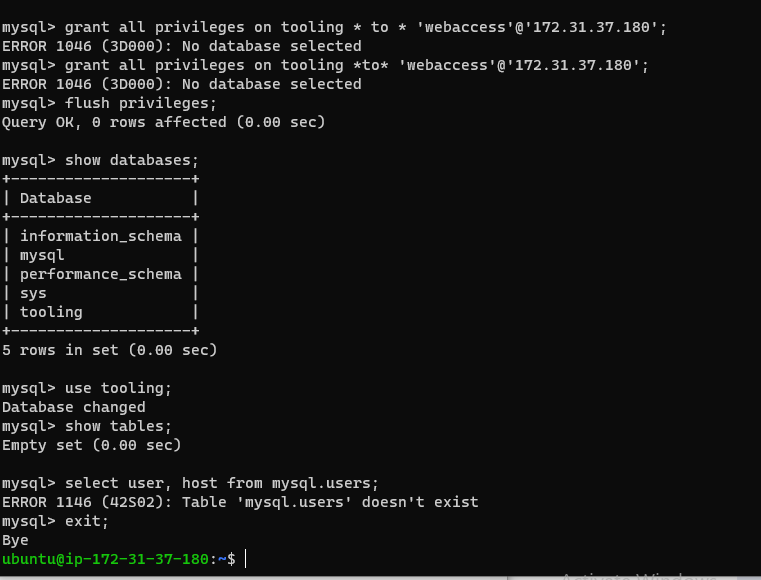 mysql> grant all privileges on tooling * to * 'webaccess'@'172.31.37.180';
ERROR 1046 (3D000): No database selected
mysql> grant all privileges on tooling *to* 'webaccess'@'172.31.37.180';
ERROR 1046 (3D000): No database selected
mysql> flush privileges;
Query OK, 0 rows affected (0.00 sec)
mysql> show databases;
+--------------------+
| Database           |
+--------------------+
| information_schema |
| mysql              |
| performance_schema |
| sys                |
| tooling            |
+--------------------+
5 rows in set (0.00 sec)
mysql> use tooling;
Database changed
mysql> show tables;
Empty set (0.00 sec)
mysql> select user, host from mysql.users;
ERROR 1146 (42S02): Table 'mysql.users' doesn't exist
mysql> exit;
Bye
ubuntu@ip-172-31-37-180:~$